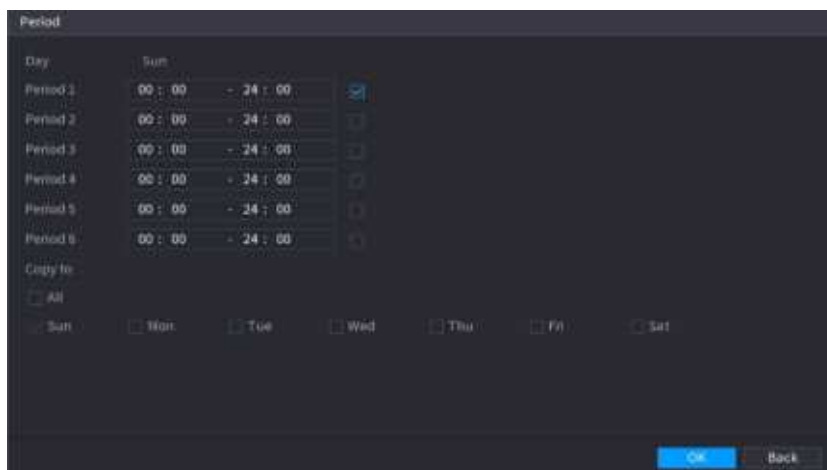 Period
Day Sun
Period 1 00 : 00 - 24 : 00
Period 2 00 : 00 - 24 : 00
Period 3 00 : 00 - 24 : 00
Period 4 00 : 00 - 24 : 00
Period 5 00 : 00 - 24 : 00
Period 6 00 : 00 - 24 : 00
Copy to
All
Sun Mon Tue Wed Thu Fri Sat
OK Back